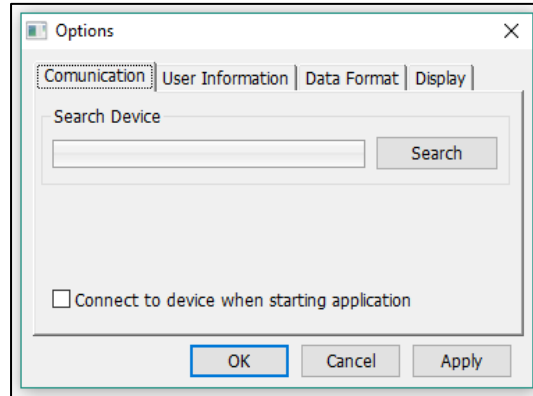 Options
Comunication User Information Data Format Display
Search Device
Search
Connect to device when starting application
OK Cancel Apply